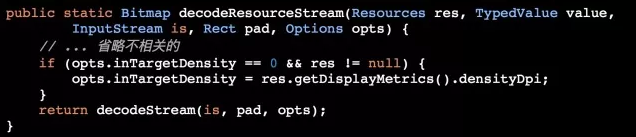 public static Bitmap decodeResourceStream(Resources res, TypedValue value,
InputStream is, Rect pad, Options opts) {
// ... 省略不相关的
if (opts.inTargetDensity == 0 && res != null) {
opts.inTargetDensity = res.getDisplayMetrics().densityDpi;
}
return decodeStream(is, pad, opts);
}